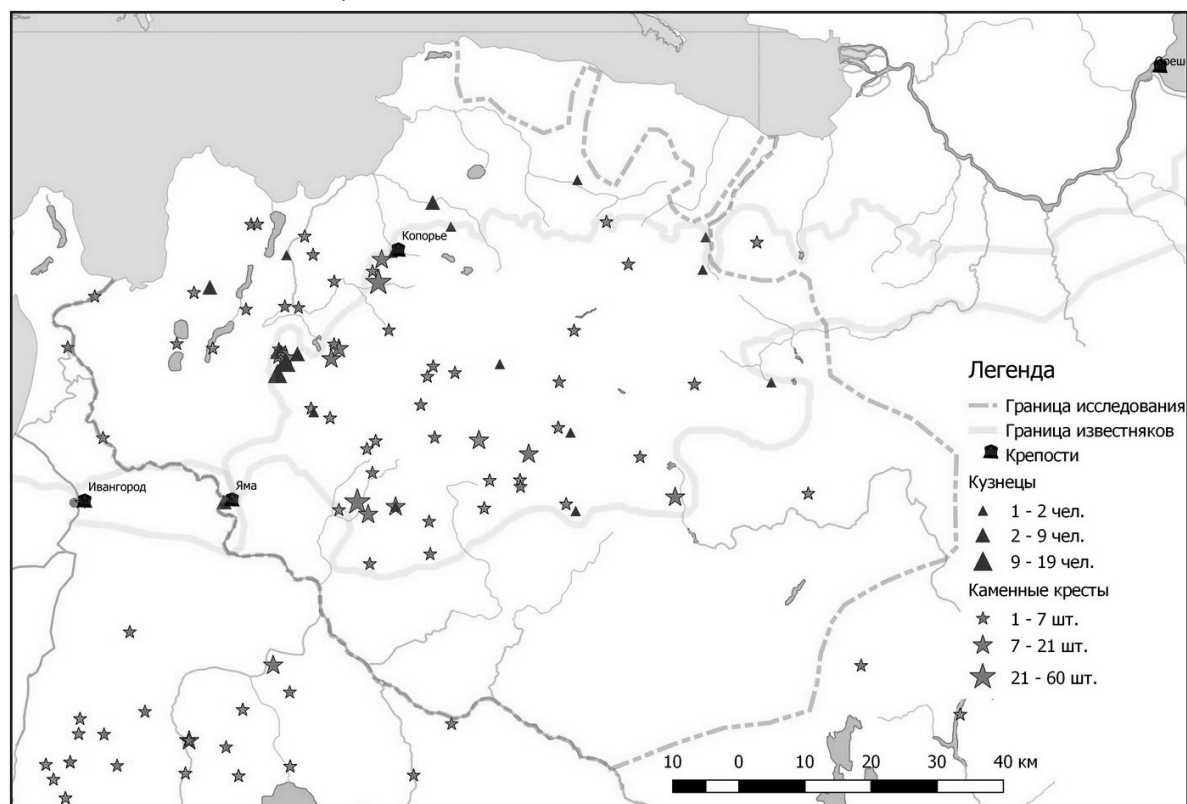 Ореш
Копорье
Ивангород
Яма
Легенда
Граница исследования
Граница известняков
Крепости
Кузнецы
1 - 2 чел.
2 - 9 чел.
9 - 19 чел.
Каменные кресты
1 - 7 шт.
7 - 21 шт.
21 - 60 шт.
10 0 10 20 30 40 км